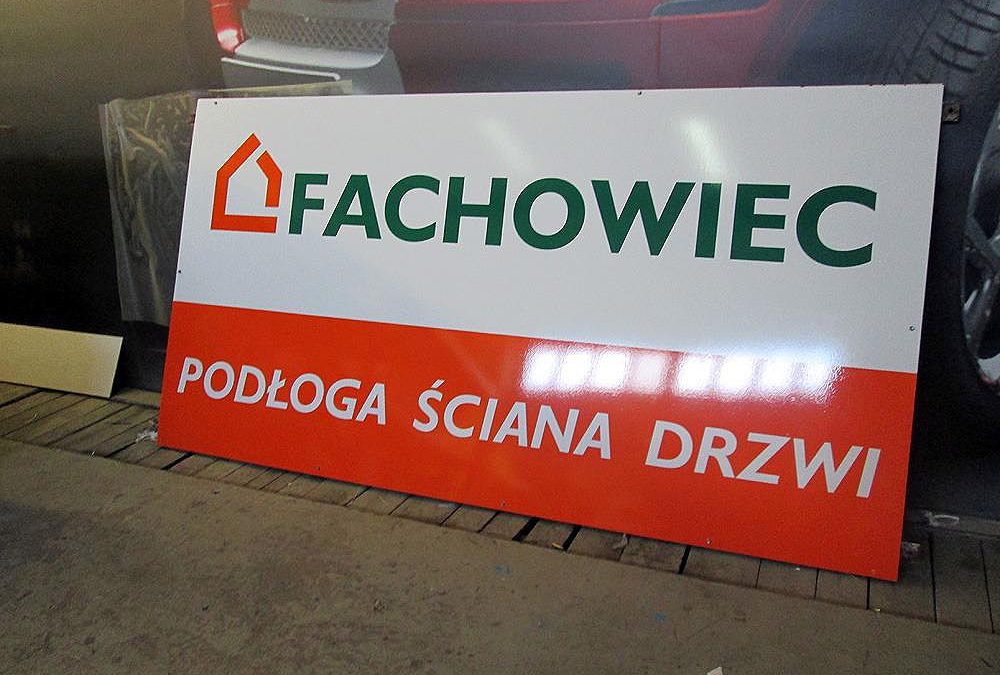 FACHOWIEC
PODŁOGA ŚCIANA DRZWI